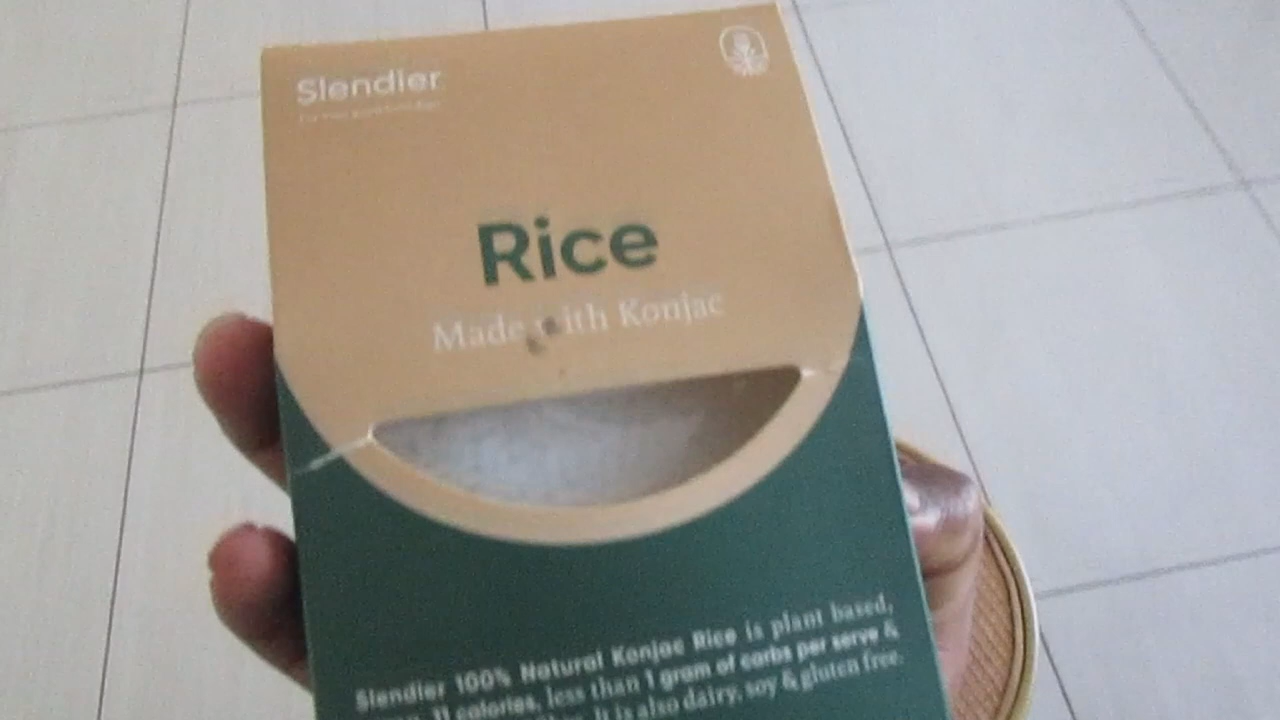 Slendier
Rice
Made with Konjac
Slendier 100% Natural Konjac Rice is plant based,
11 calories, less than 1 gram of carbs per serve &
It is also dairy, soy & gluten free.